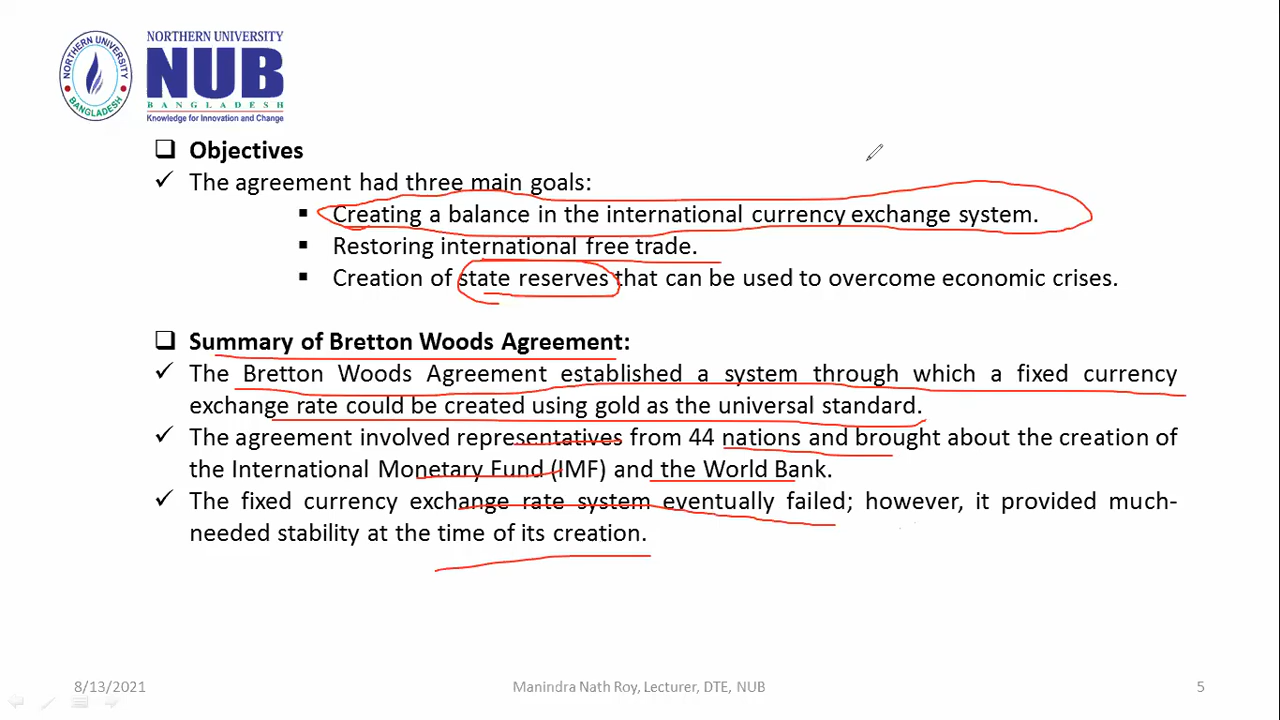 NORTHERN UNIVERSITY
NUB
BANGLADESH
Knowledge for Innovation and Change
NORTHERN UNIVERSITY
BANGLADESH
❑ Objectives
✓ The agreement had three main goals:
▪ Creating a balance in the international currency exchange system.
▪ Restoring international free trade.
▪ Creation of state reserves that can be used to overcome economic crises.
❑ Summary of Bretton Woods Agreement:
✓ The Bretton Woods Agreement established a system through which a fixed currency
exchange rate could be created using gold as the universal standard.
✓ The agreement involved representatives from 44 nations and brought about the creation of
the International Monetary Fund (IMF) and the World Bank.
✓ The fixed currency exchange rate system eventually failed; however, it provided much-
needed stability at the time of its creation.
8/13/2021
Manindra Nath Roy, Lecturer, DTE, NUB
5